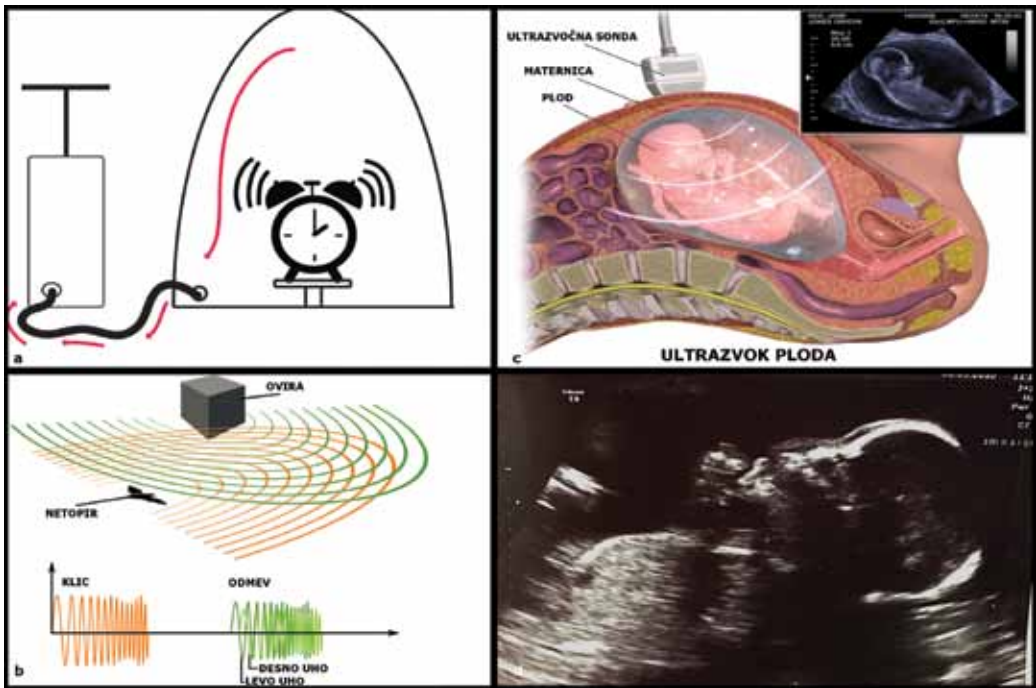 a
ULTRAZVOČNA SONDA
MATERNICA
PLOD
ULTRAZVOK PLODA
c
OVIRA
NETOPIR
KLIC
ODMEV
DESNO UHO
LEVO UHO
b